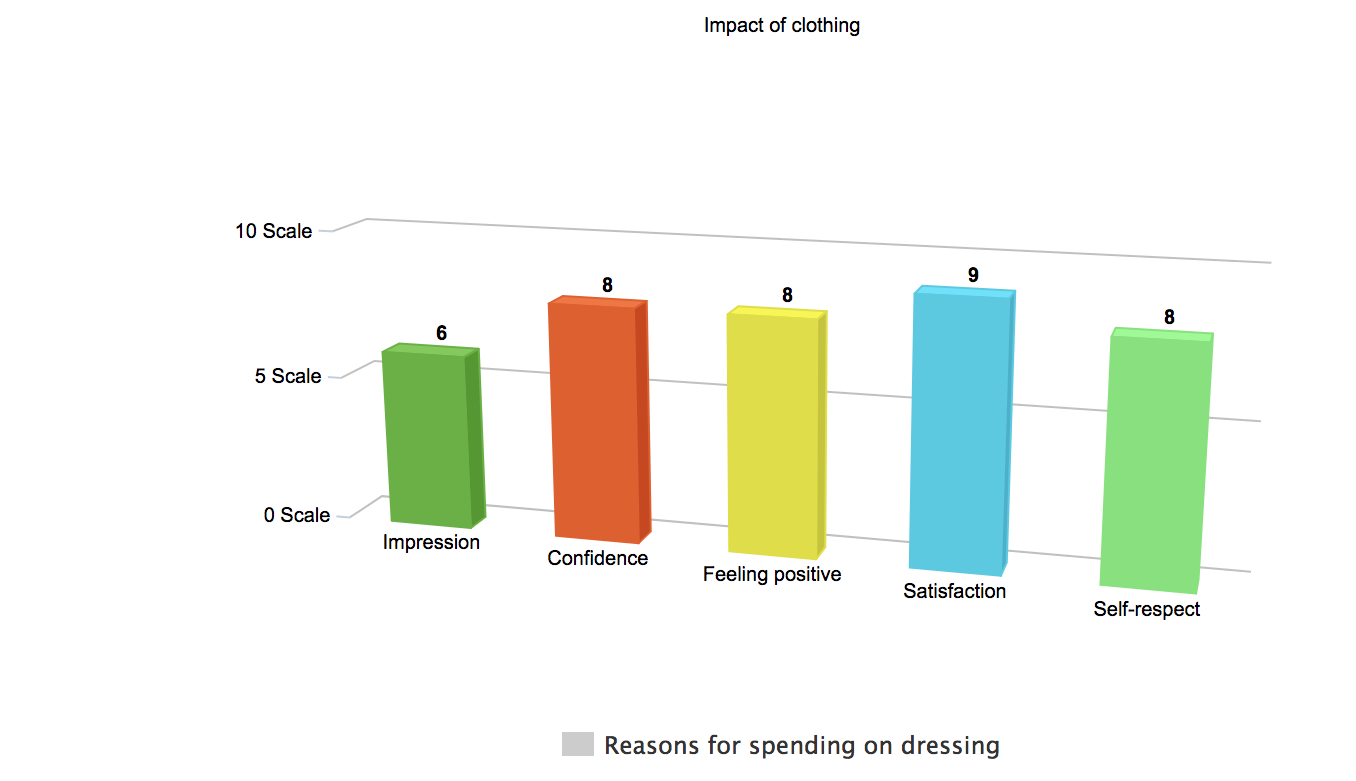 Impact of clothing
10 Scale
5 Scale
0 Scale
6
8
8
9
8
Impression
Confidence
Feeling positive
Satisfaction
Self-respect
Reasons for spending on dressing